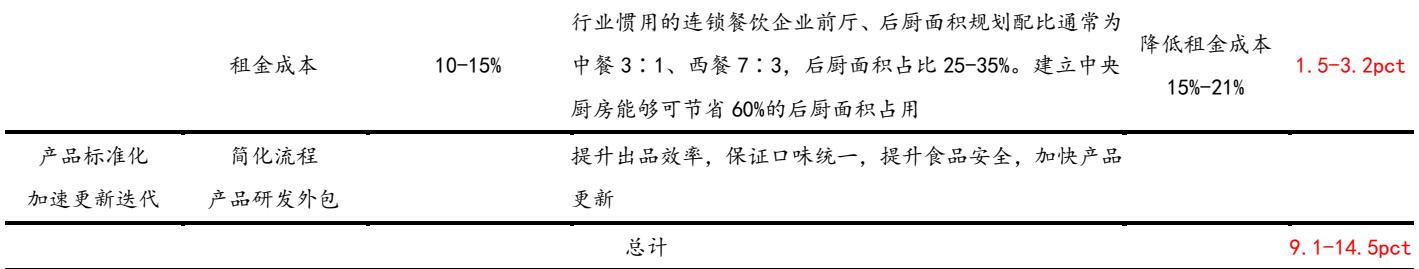 行业惯用的连锁餐饮企业前厅、后厨面积规划配比通常为
租金成本 10-15% 中餐3∶1、西餐7∶3，后厨面积占比25-35%。建立中央 降低租金成本 1.5-3.2pct
厨房能够可节省60%的后厨面积占用 15%-21%
产品标准化 简化流程 提升出品效率，保证口味统一，提升食品安全，加快产品
加速更新迭代 产品研发外包 更新
总计 9.1-14.5pct